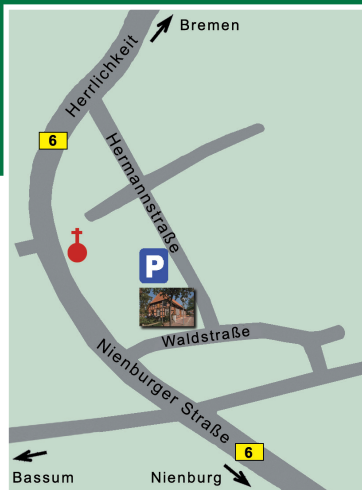 Bremen
Herrlichkeit
6
Hermannstraße
P
Waldstraße
Nienburger Straße
6
Bassum
Nienburg